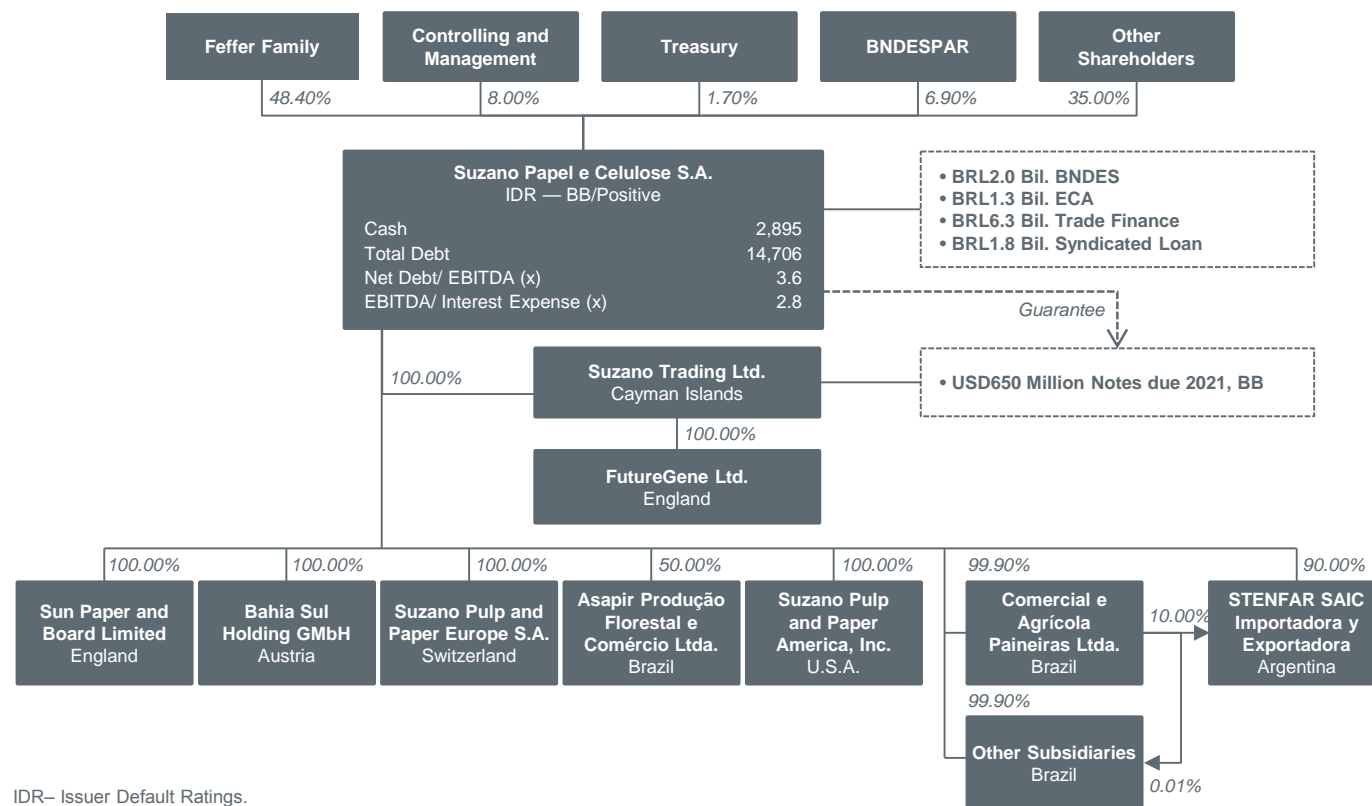 Feffer Family
Controlling and
Management
Treasury
BNDESPAR
Other
Shareholders
48.40%
8.00%
1.70%
6.90%
35.00%
Suzano Papel e Celulose S.A.
IDR — BB/Positive
Cash 2,895
Total Debt 14,706
Net Debt/ EBITDA (x) 3.6
EBITDA/ Interest Expense (x) 2.8
• BRL2.0 Bil. BNDES
• BRL1.3 Bil. ECA
• BRL6.3 Bil. Trade Finance
• BRL1.8 Bil. Syndicated Loan
Guarantee
100.00%
Suzano Trading Ltd.
Cayman Islands
• USD650 Million Notes due 2021, BB
100.00%
FutureGene Ltd.
England
100.00%
100.00%
100.00%
50.00%
100.00%
99.90%
90.00%
Sun Paper and
Board Limited
England
Bahia Sul
Holding GMbH
Austria
Suzano Pulp and
Paper Europe S.A.
Switzerland
Asapir Produção
Florestal e
Comércio Ltda.
Brazil
Suzano Pulp
and Paper
America, Inc.
U.S.A.
Comercial e
Agrícola
Paineiras Ltda.
Brazil
10.00%
STENFAR SAIC
Importadora y
Exportadora
Argentina
99.90%
Other Subsidiaries
Brazil
0.01%
IDR– Issuer Default Ratings.